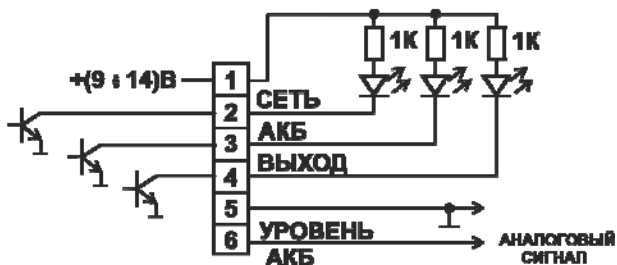 1К 1К 1К
+(9 ÷ 14)В
1
2
СЕТЬ
3
АКБ
4
ВЫХОД
5
6
УРОВЕНЬ
АКБ
АНАЛОГОВЫЙ
СИГНАЛ